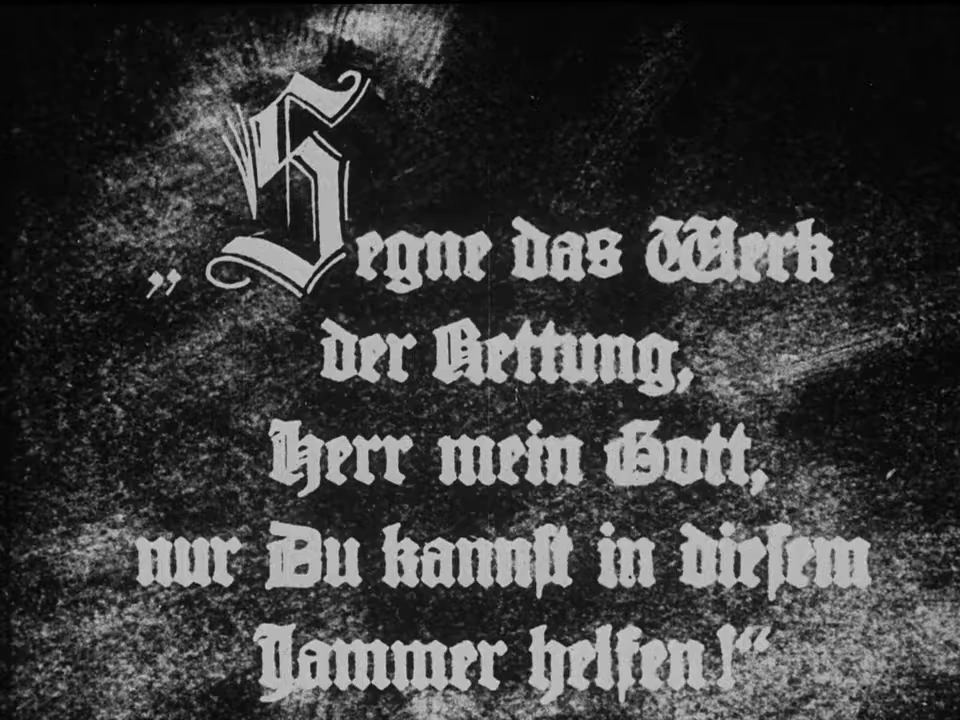 „Segne das Werk
der Rettung,
Herr mein Gott,
nur Du kannſt in dieſem
Jammer helfen!“